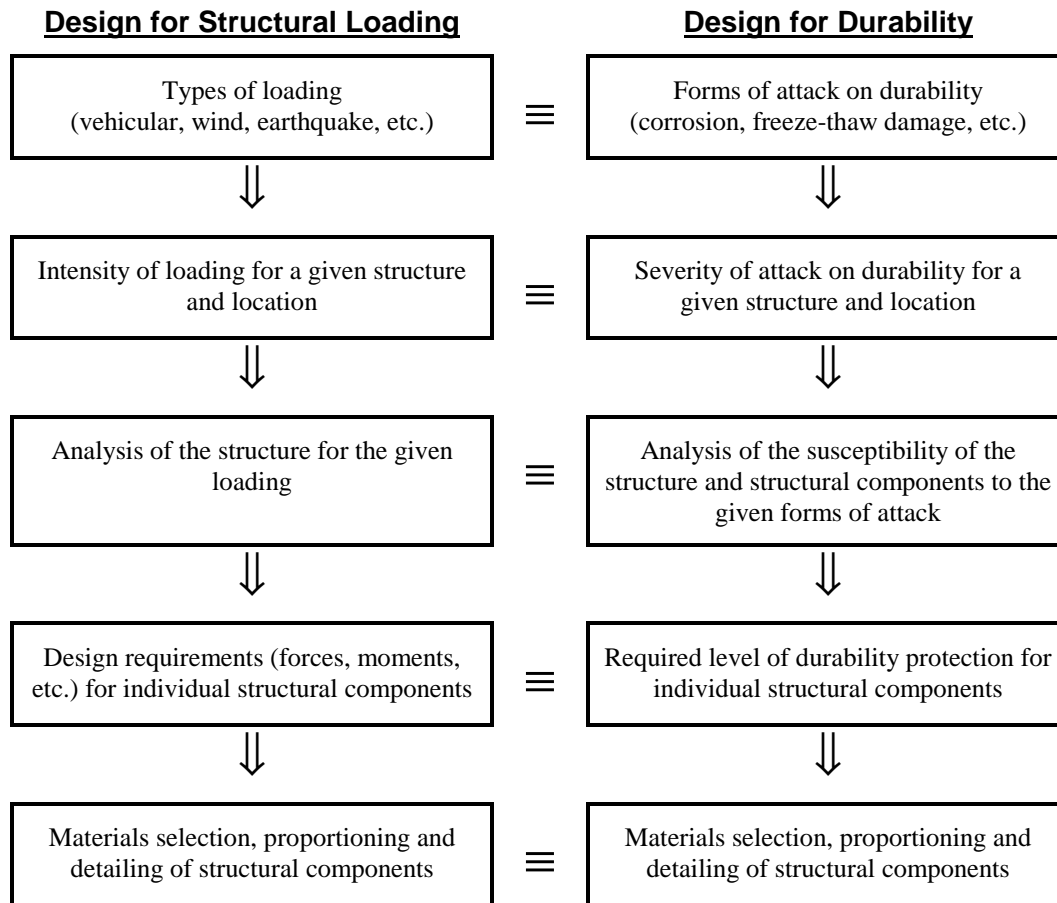 Design for Structural Loading
Design for Durability
Types of loading
(vehicular, wind, earthquake, etc.)
≡
Forms of attack on durability
(corrosion, freeze-thaw damage, etc.)
⇓
⇓
Intensity of loading for a given structure
and location
≡
Severity of attack on durability for a
given structure and location
⇓
⇓
Analysis of the structure for the given
loading
≡
Analysis of the susceptibility of the
structure and structural components to the
given forms of attack
⇓
⇓
Design requirements (forces, moments,
etc.) for individual structural components
≡
Required level of durability protection for
individual structural components
⇓
⇓
Materials selection, proportioning and
detailing of structural components
≡
Materials selection, proportioning and
detailing of structural components